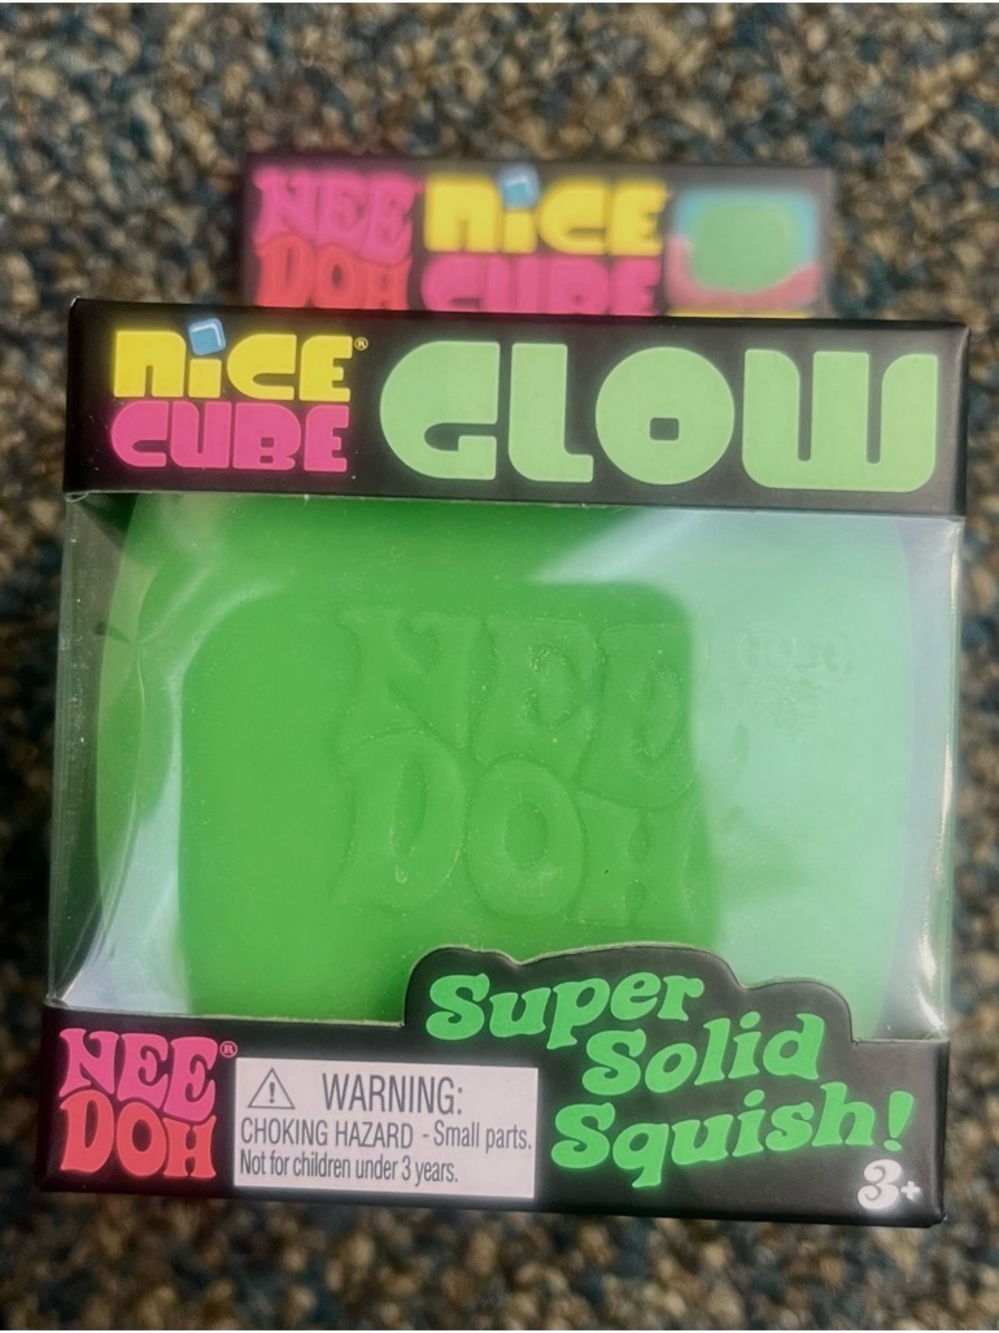 NEE
DOH
NiCE
CUBE
NiCE®
CUBE
GLOW
NEE
DOH
Super
Solid
Squish!
NEE®
DOH
WARNING:
CHOKING HAZARD - Small parts.
Not for children under 3 years.
3+